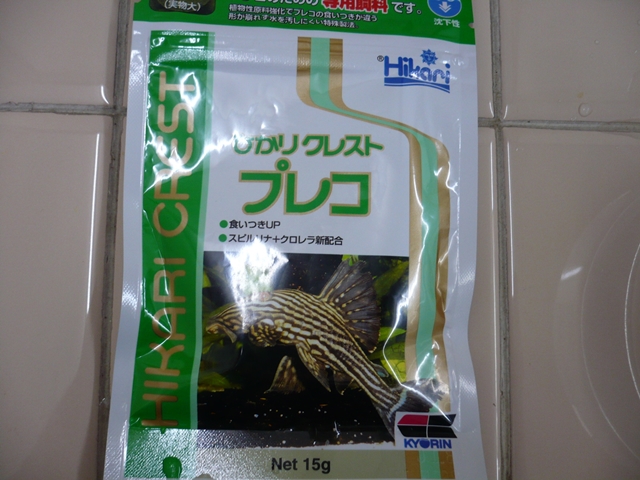 (実物大)
専用飼料です。
植物性原料強化でプレコの食いつきが違う
形が崩れず水を汚しにくい特殊製法。
沈下性
®Hikari
HIKARI CREST
ひかりクレスト
プレコ
●食いつきUP
●スピルリナ+クロレラ新配合
KYORIN
Net 15g